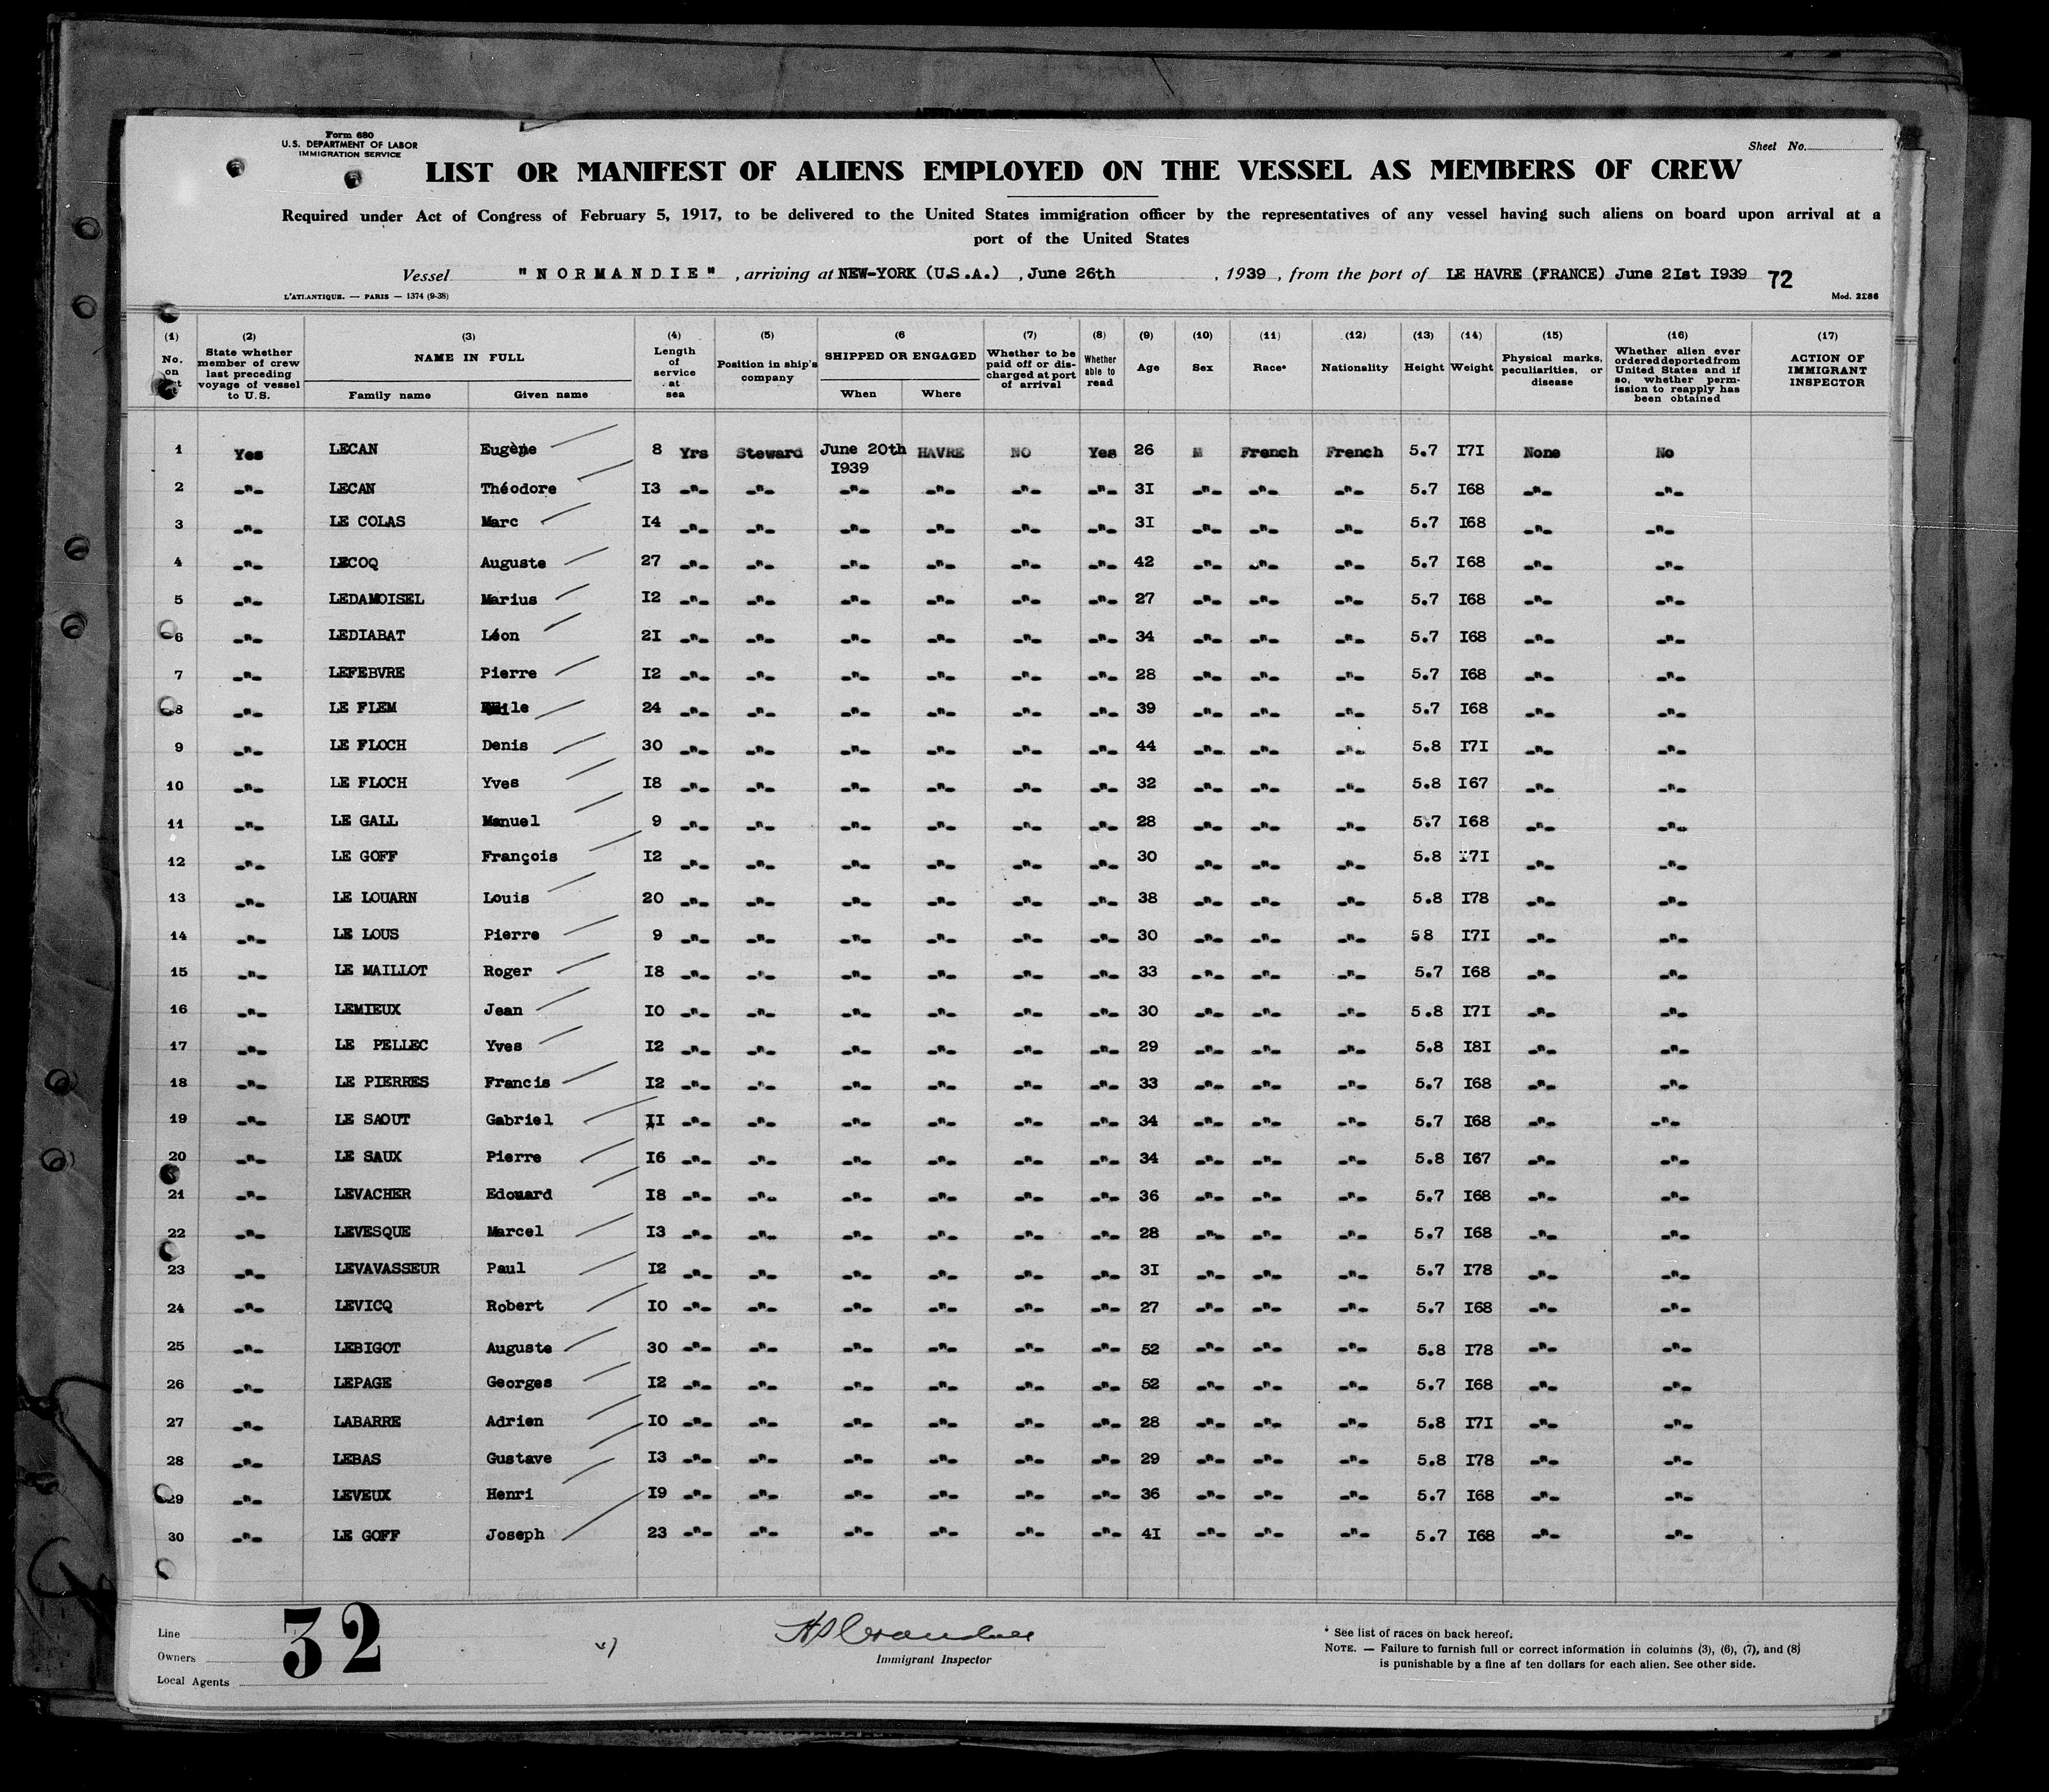 Form 680
U.S. DEPARTMENT OF LABOR
IMMIGRATION SERVICE
Sheet No.
LIST OR MANIFEST OF ALIENS EMPLOYED ON THE VESSEL AS MEMBERS OF CREW
Required under Act of Congress of February 5, 1917, to be delivered to the United States immigration officer by the representatives of any vessel having such aliens on board upon arrival at a
port of the United States
Vessel "NORMANDIE" , arriving at NEW-YORK (U.S.A.) , June 26th , 1939 , from the port of LE HAVRE (FRANCE) June 2Ist I939 72
L'ATLANTIQUE. — PARIS — 1374 (9-38)
Mod. 2186
(1) (2) (3) (4) (5) (6 (7) (8) (9) (10) (11) (12) (13) (14) (15) (16) (17)
No. on State whether member of crew last preceding voyage of vessel to U.S. NAME IN FULL Family name Given name Length of service at sea Position in ship's company SHIPPED OR ENGAGED When Where Whether to be paid off or discharged at port of arrival Whether able to read Age Sex Race* Nationality Height Weight Physical marks, peculiarities, or disease Whether alien ever ordered deported from United States and if so, whether permission to reapply has been obtained ACTION OF IMMIGRANT INSPECTOR
1 Yes LECAN Eugène 8 Yrs Steward June 20th I939 HAVRE NO Yes 26 M French French 5.7 I7I None No
2 -"- LECAN Théodore I3 -"- -"- -"- -"- -"- -"- 3I -"- -"- -"- 5.7 I68 -"- -"-
3 -"- LE COLAS Marc I4 -"- -"- -"- -"- -"- -"- 3I -"- -"- -"- 5.7 I68 -"- -"-
4 -"- LECOQ Auguste 27 -"- -"- -"- -"- -"- -"- 42 -"- -"- -"- 5.7 I68 -"- -"-
5 -"- LEDAMOISEL Marius I2 -"- -"- -"- -"- -"- -"- 27 -"- -"- -"- 5.7 I68 -"- -"-
6 -"- LEDIABAT Léon 2I -"- -"- -"- -"- -"- -"- 34 -"- -"- -"- 5.7 I68 -"- -"-
7 -"- LEFEBVRE Pierre I2 -"- -"- -"- -"- -"- -"- 28 -"- -"- -"- 5.7 I68 -"- -"-
8 -"- LE FLEM 24 -"- -"- -"- -"- -"- -"- 39 -"- -"- -"- 5.7 I68 -"- -"-
9 -"- LE FLOCH Denis 30 -"- -"- -"- -"- -"- -"- 44 -"- -"- -"- 5.8 I7I -"- -"-
10 -"- LE FLOCH Yves I8 -"- -"- -"- -"- -"- -"- 32 -"- -"- -"- 5.8 I67 -"- -"-
11 -"- LE GALL Manuel 9 -"- -"- -"- -"- -"- -"- 28 -"- -"- -"- 5.7 I68 -"- -"-
12 -"- LE GOFF François I2 -"- -"- -"- -"- -"- -"- 30 -"- -"- -"- 5.8 I7I -"- -"-
13 -"- LE LOUARN Louis 20 -"- -"- -"- -"- -"- -"- 38 -"- -"- -"- 5.8 I78 -"- -"-
14 -"- LE LOUS Pierre 9 -"- -"- -"- -"- -"- -"- 30 -"- -"- -"- 58 I7I -"- -"-
15 -"- LE MAILLOT Roger I8 -"- -"- -"- -"- -"- -"- 33 -"- -"- -"- 5.7 I68 -"- -"-
16 -"- LEMIEUX Jean IO -"- -"- -"- -"- -"- -"- 30 -"- -"- -"- 5.8 I7I -"- -"-
17 -"- LE PELLEC Yves I2 -"- -"- -"- -"- -"- -"- 29 -"- -"- -"- 5.8 I8I -"- -"-
18 -"- LE PIERRES Francis I2 -"- -"- -"- -"- -"- -"- 33 -"- -"- -"- 5.7 I68 -"- -"-
19 -"- LE SAOUT Gabriel II -"- -"- -"- -"- -"- -"- 34 -"- -"- -"- 5.7 I68 -"- -"-
20 -"- LE SAUX Pierre I6 -"- -"- -"- -"- -"- -"- 34 -"- -"- -"- 5.8 I67 -"- -"-
21 -"- LEVACHER Edouard I8 -"- -"- -"- -"- -"- -"- 36 -"- -"- -"- 5.7 I68 -"- -"-
22 -"- LEVESQUE Marcel I3 -"- -"- -"- -"- -"- -"- 28 -"- -"- -"- 5.7 I68 -"- -"-
23 -"- LEVAVASSEUR Paul I2 -"- -"- -"- -"- -"- -"- 3I -"- -"- -"- 5.7 I78 -"- -"-
24 -"- LEVICQ Robert IO -"- -"- -"- -"- -"- -"- 27 -"- -"- -"- 5.7 I68 -"- -"-
25 -"- LEBIGOT Auguste 30 -"- -"- -"- -"- -"- -"- 52 -"- -"- -"- 5.8 I78 -"- -"-
26 -"- LEPAGE Georges I2 -"- -"- -"- -"- -"- -"- 52 -"- -"- -"- 5.7 I68 -"- -"-
27 -"- LABARRE Adrien IO -"- -"- -"- -"- -"- -"- 28 -"- -"- -"- 5.8 I7I -"- -"-
28 -"- LEBAS Gustave I3 -"- -"- -"- -"- -"- -"- 29 -"- -"- -"- 5.8 I78 -"- -"-
29 -"- LEVEUX Henri I9 -"- -"- -"- -"- -"- -"- 36 -"- -"- -"- 5.7 I68 -"- -"-
30 -"- LE GOFF Joseph 23 -"- -"- -"- -"- -"- -"- 4I -"- -"- -"- 5.7 I68 -"- -"-
Line
Owners
Local Agents
32
Immigrant Inspector
* See list of races on back hereof.
NOTE. — Failure to furnish full or correct information in columns (3), (6), (7), and (8)
is punishable by a fine af ten dollars for each alien. See other side.